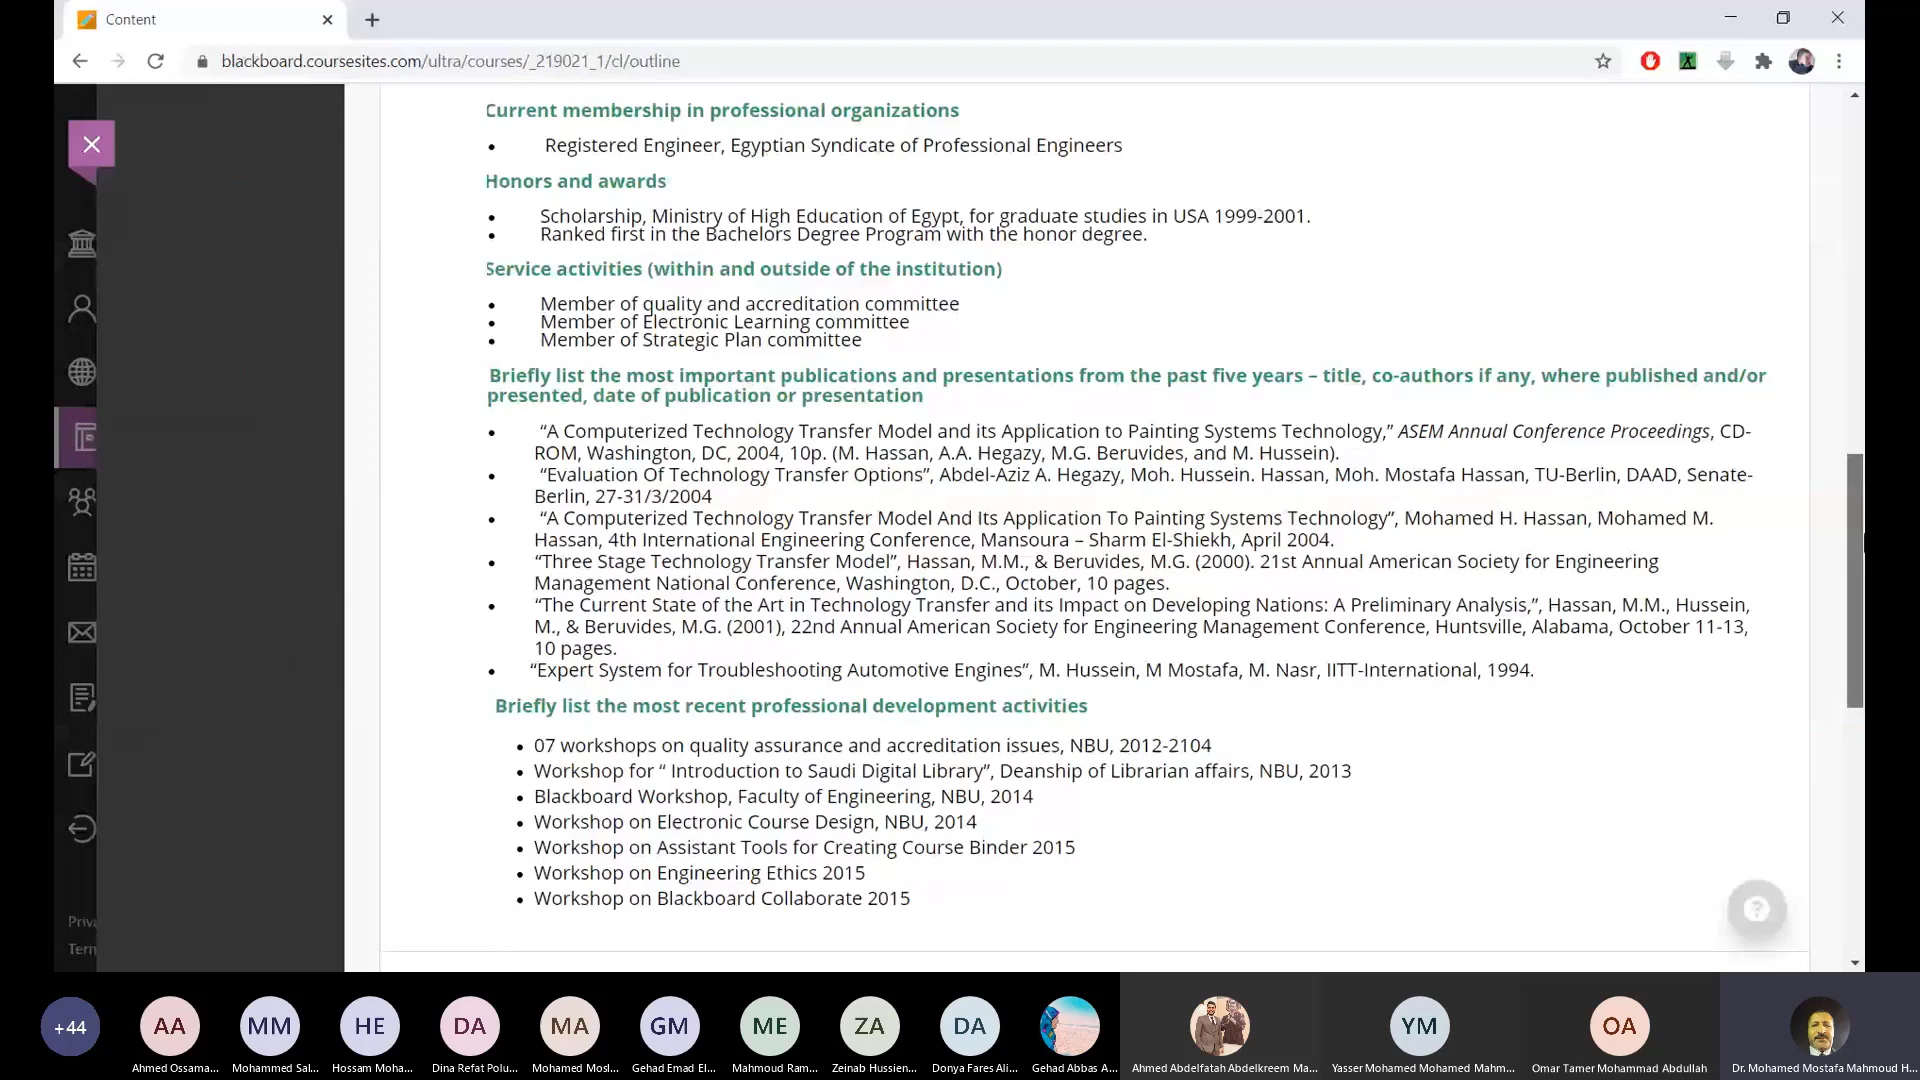 Content
blackboard.coursesites.com/ultra/courses/_219021_1/cl/outline
Current membership in professional organizations
• Registered Engineer, Egyptian Syndicate of Professional Engineers
Honors and awards
• Scholarship, Ministry of High Education of Egypt, for graduate studies in USA 1999-2001.
• Ranked first in the Bachelors Degree Program with the honor degree.
Service activities (within and outside of the institution)
• Member of quality and accreditation committee
• Member of Electronic Learning committee
• Member of Strategic Plan committee
Briefly list the most important publications and presentations from the past five years – title, co-authors if any, where published and/or
presented, date of publication or presentation
• “A Computerized Technology Transfer Model and its Application to Painting Systems Technology,” ASEM Annual Conference Proceedings, CD-
ROM, Washington, DC, 2004, 10p. (M. Hassan, A.A. Hegazy, M.G. Beruvides, and M. Hussein).
• “Evaluation Of Technology Transfer Options”, Abdel-Aziz A. Hegazy, Moh. Hussein. Hassan, Moh. Mostafa Hassan, TU-Berlin, DAAD, Senate-
Berlin, 27-31/3/2004
• “A Computerized Technology Transfer Model And Its Application To Painting Systems Technology”, Mohamed H. Hassan, Mohamed M.
Hassan, 4th International Engineering Conference, Mansoura – Sharm El-Shiekh, April 2004.
• “Three Stage Technology Transfer Model”, Hassan, M.M., & Beruvides, M.G. (2000). 21st Annual American Society for Engineering
Management National Conference, Washington, D.C., October, 10 pages.
• “The Current State of the Art in Technology Transfer and its Impact on Developing Nations: A Preliminary Analysis,”, Hassan, M.M., Hussein,
M., & Beruvides, M.G. (2001), 22nd Annual American Society for Engineering Management Conference, Huntsville, Alabama, October 11-13,
10 pages.
• “Expert System for Troubleshooting Automotive Engines”, M. Hussein, M Mostafa, M. Nasr, IITT-International, 1994.
Briefly list the most recent professional development activities
• 07 workshops on quality assurance and accreditation issues, NBU, 2012-2104
• Workshop for “ Introduction to Saudi Digital Library”, Deanship of Librarian affairs, NBU, 2013
• Blackboard Workshop, Faculty of Engineering, NBU, 2014
• Workshop on Electronic Course Design, NBU, 2014
• Workshop on Assistant Tools for Creating Course Binder 2015
• Workshop on Engineering Ethics 2015
• Workshop on Blackboard Collaborate 2015
Priva
Term
+44 AA MM HE DA MA GM ME ZA DA YM OA
Ahmed Ossama... Mohammed Sal... Hossam Moha... Dina Refat Polu... Mohamed Mosl... Gehad Emad El... Mahmoud Ram... Zeinab Hussien... Donya Fares Ali... Gehad Abbas A... Ahmed Abdelfatah Abdelkreem Ma... Yasser Mohamed Mohamed Mahm... Omar Tamer Mohammad Abdullah Dr. Mohamed Mostafa Mahmoud H...